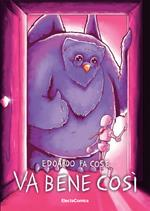 EDOARDO FA COSE
VA BENE COSÌ
ElectaComics